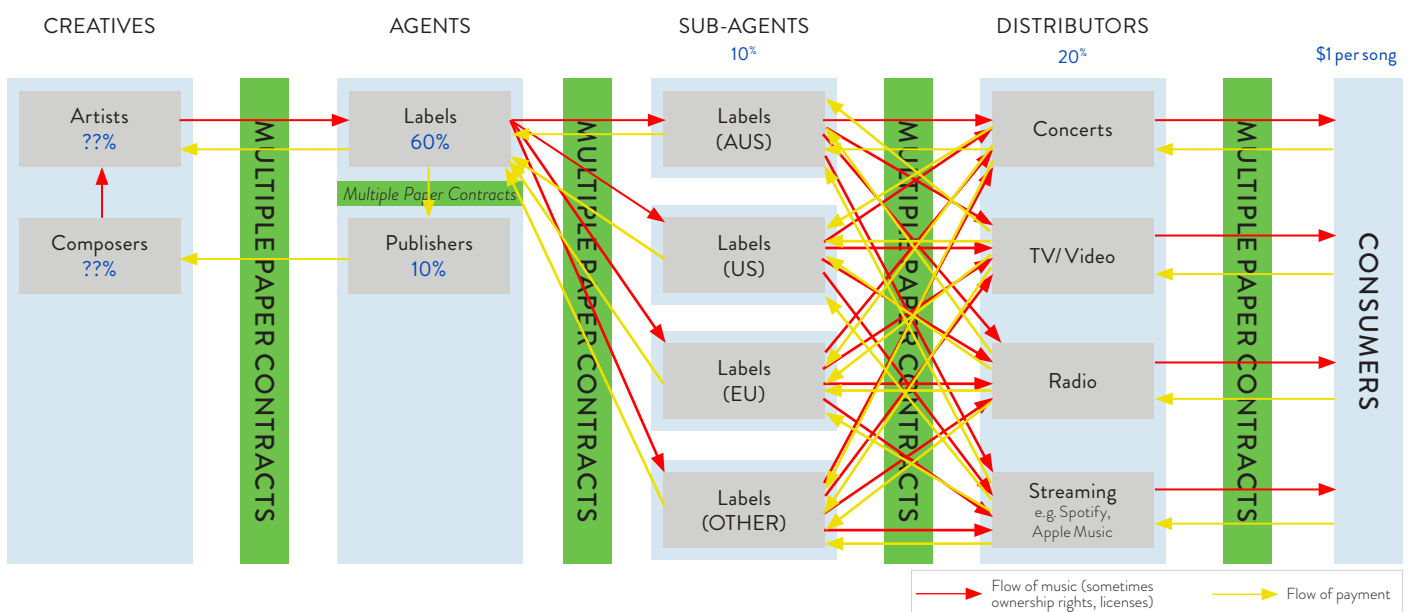 CREATIVES
AGENTS
SUB-AGENTS
10%
DISTRIBUTORS
20%
$1 per song
Artists
??%
Composers
??%
MULTIPLE PAPER CONTRACTS
Labels
60%
Multiple Paper Contracts
Publishers
10%
MULTIPLE PAPER CONTRACTS
Labels
(AUS)
Labels
(US)
Labels
(EU)
Labels
(OTHER)
MULTIPLE PAPER CONTRACTS
Concerts
TV/ Video
Radio
Streaming
e.g. Spotify,
Apple Music
MULTIPLE PAPER CONTRACTS
CONSUMERS
Flow of music (sometimes
ownership rights, licenses)
Flow of payment